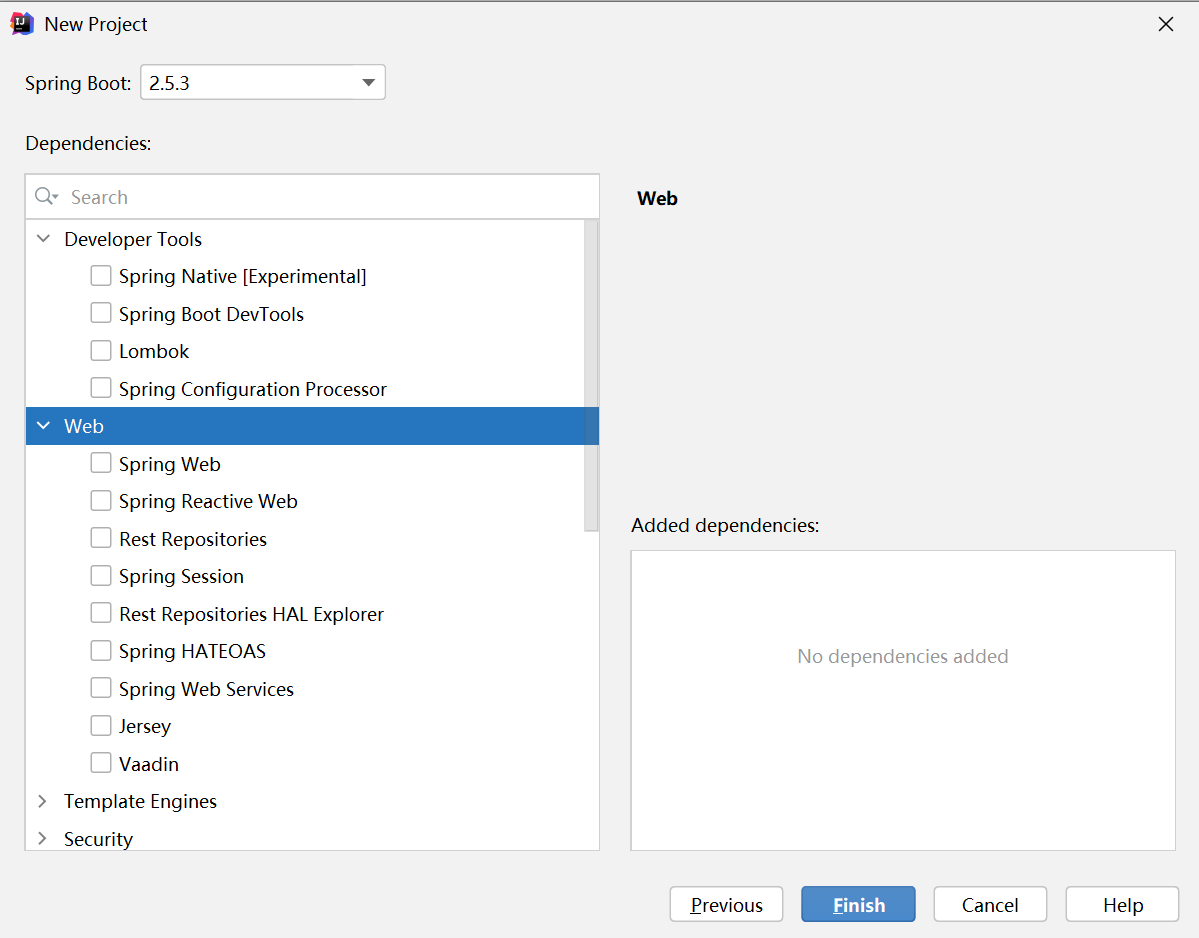 New Project
Spring Boot: 2.5.3
Dependencies:
Search
Developer Tools
Spring Native [Experimental]
Spring Boot DevTools
Lombok
Spring Configuration Processor
Web
Spring Web
Spring Reactive Web
Rest Repositories
Spring Session
Rest Repositories HAL Explorer
Spring HATEOAS
Spring Web Services
Jersey
Vaadin
Template Engines
Security
Web
Added dependencies:
No dependencies added
Previous Finish Cancel Help